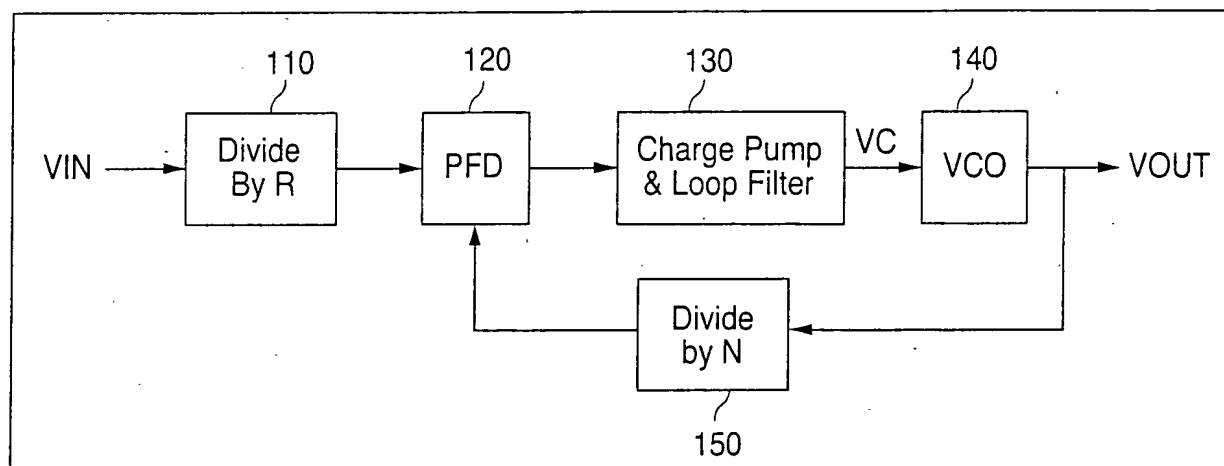 110
120
130
140
VIN
Divide
By R
PFD
Charge Pump
& Loop Filter
VC
VCO
VOUT
Divide
by N
150